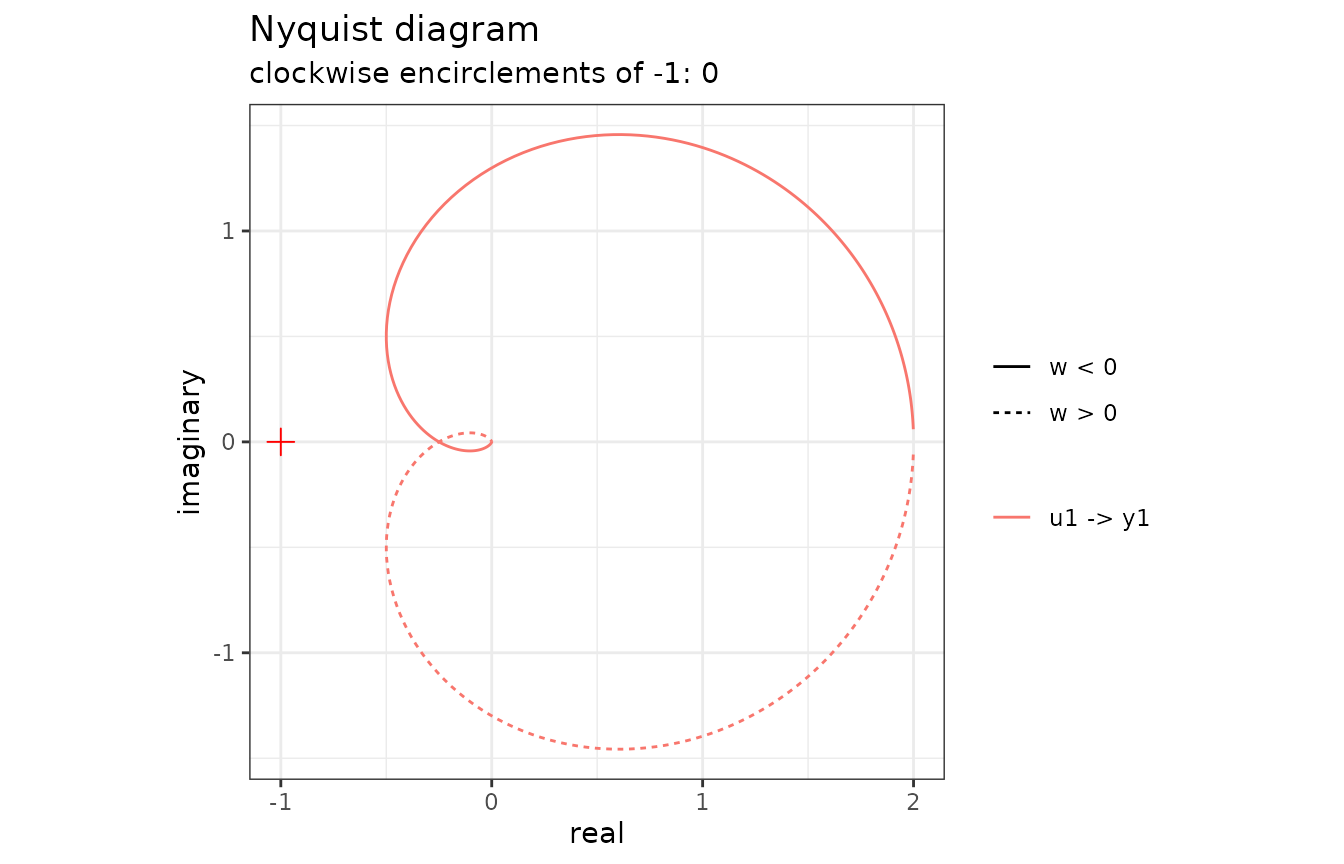 Nyquist diagram
clockwise encirclements of -1: 0
1
0
-1
imaginary
-1
0
1
2
real
w < 0
w > 0
u1 -> y1